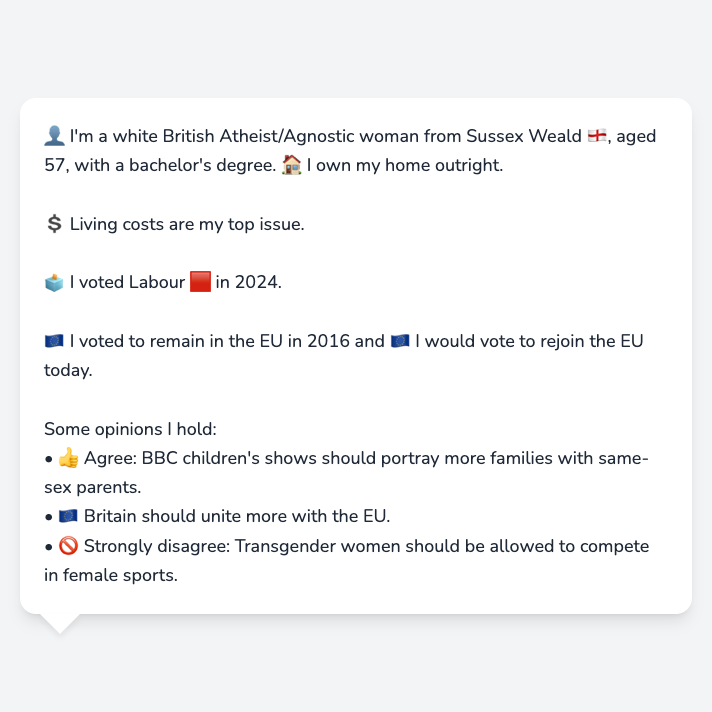 👤 I'm a white British Atheist/Agnostic woman from Sussex Weald 🏴󠁧󠁢󠁥󠁮󠁧󠁿, aged
57, with a bachelor's degree. 🏠 I own my home outright.
💲 Living costs are my top issue.
🗳️ I voted Labour 🟥 in 2024.
🇪🇺 I voted to remain in the EU in 2016 and 🇪🇺 I would vote to rejoin the EU
today.
Some opinions I hold:
• 👍 Agree: BBC children's shows should portray more families with same-
sex parents.
• 🇪🇺 Britain should unite more with the EU.
• 🚫 Strongly disagree: Transgender women should be allowed to compete
in female sports.